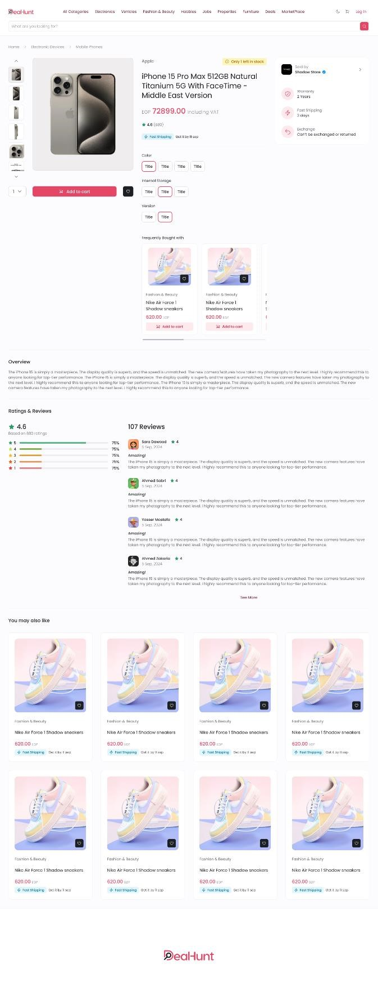 DealHunt
All Categories Electronics Vehicles Fashion & Beauty Hobbies Jobs Properties Furniture Deals MarketPlace
Log In
What are you looking for?
Home > Electronic Devices > Mobile Phones
Apple
Only 1 left in stock
iPhone 15 Pro Max 512GB Natural
Titanium 5G With FaceTime -
Middle East Version
EGP 72899.00 Including VAT
4.6 (880)
Fast Shipping Get it by 11 sep
Sold by
Shadow Store
Warranty
2 Years
Fast Shipping
3 days
Exchange
Can't be exchanged or returned
1
Add to cart
Color
Title Title Title Title
Internal Storage
Title Title Title
Version
Title Title
Frequently Bought with
Fashion & Beauty
Nike Air Force 1
Shadow sneakers
620.00 EGP
Add to cart
Fashion & Beauty
Nike Air Force 1
Shadow sneakers
620.00 EGP
Add to cart
Overview
The iPhone 15 is simply a masterpiece. The display quality is superb, and the speed is unmatched. The new camera features have taken my photography to the next level. I highly recommend this to
anyone looking for top-tier performance. The iPhone 15 is simply a masterpiece. The display quality is superb, and the speed is unmatched. The new camera features have taken my photography to
the next level. I highly recommend this to anyone looking for top-tier performance.. The iPhone 15 is simply a masterpiece. The display quality is superb, and the speed is unmatched. The new
camera features have taken my photography to the next level. I highly recommend this to anyone looking for top-tier performance.
Ratings & Reviews
4.6
Based on 880 ratings
5 75%
4 75%
3 75%
2 75%
1 75%
107 Reviews
Sara Dawood 4
5 Sep, 2024
Amazing!
The iPhone 15 is simply a masterpiece. The display quality is superb, and the speed is unmatched. The new camera features have
taken my photography to the next level. I highly recommend this to anyone looking for top-tier performance.
Ahmed Sabri 4
5 Sep, 2024
Amazing!
The iPhone 15 is simply a masterpiece. The display quality is superb, and the speed is unmatched. The new camera features have
taken my photography to the next level. I highly recommend this to anyone looking for top-tier performance.
Yasser Mostafa 4
5 Sep, 2024
Amazing!
The iPhone 15 is simply a masterpiece. The display quality is superb, and the speed is unmatched. The new camera features have
taken my photography to the next level. I highly recommend this to anyone looking for top-tier performance.
Ahmed Zakaria 4
5 Sep, 2024
Amazing!
The iPhone 15 is simply a masterpiece. The display quality is superb, and the speed is unmatched. The new camera features have
taken my photography to the next level. I highly recommend this to anyone looking for top-tier performance.
See More
You may also like
Fashion & Beauty Fashion & Beauty Fashion & Beauty Fashion & Beauty
Nike Air Force 1 Shadow sneakers Nike Air Force 1 Shadow sneakers Nike Air Force 1 Shadow sneakers Nike Air Force 1 Shadow sneakers
620.00 EGP 620.00 EGP 620.00 EGP 620.00 EGP
Fast Shipping Get it by 11 sep Fast Shipping Get it by 11 sep Fast Shipping Get it by 11 sep Fast Shipping Get it by 11 sep
Fashion & Beauty Fashion & Beauty Fashion & Beauty Fashion & Beauty
Nike Air Force 1 Shadow sneakers Nike Air Force 1 Shadow sneakers Nike Air Force 1 Shadow sneakers Nike Air Force 1 Shadow sneakers
620.00 EGP 620.00 EGP 620.00 EGP 620.00 EGP
Fast Shipping Get it by 11 sep Fast Shipping Get it by 11 sep Fast Shipping Get it by 11 sep Fast Shipping Get it by 11 sep
DealHunt